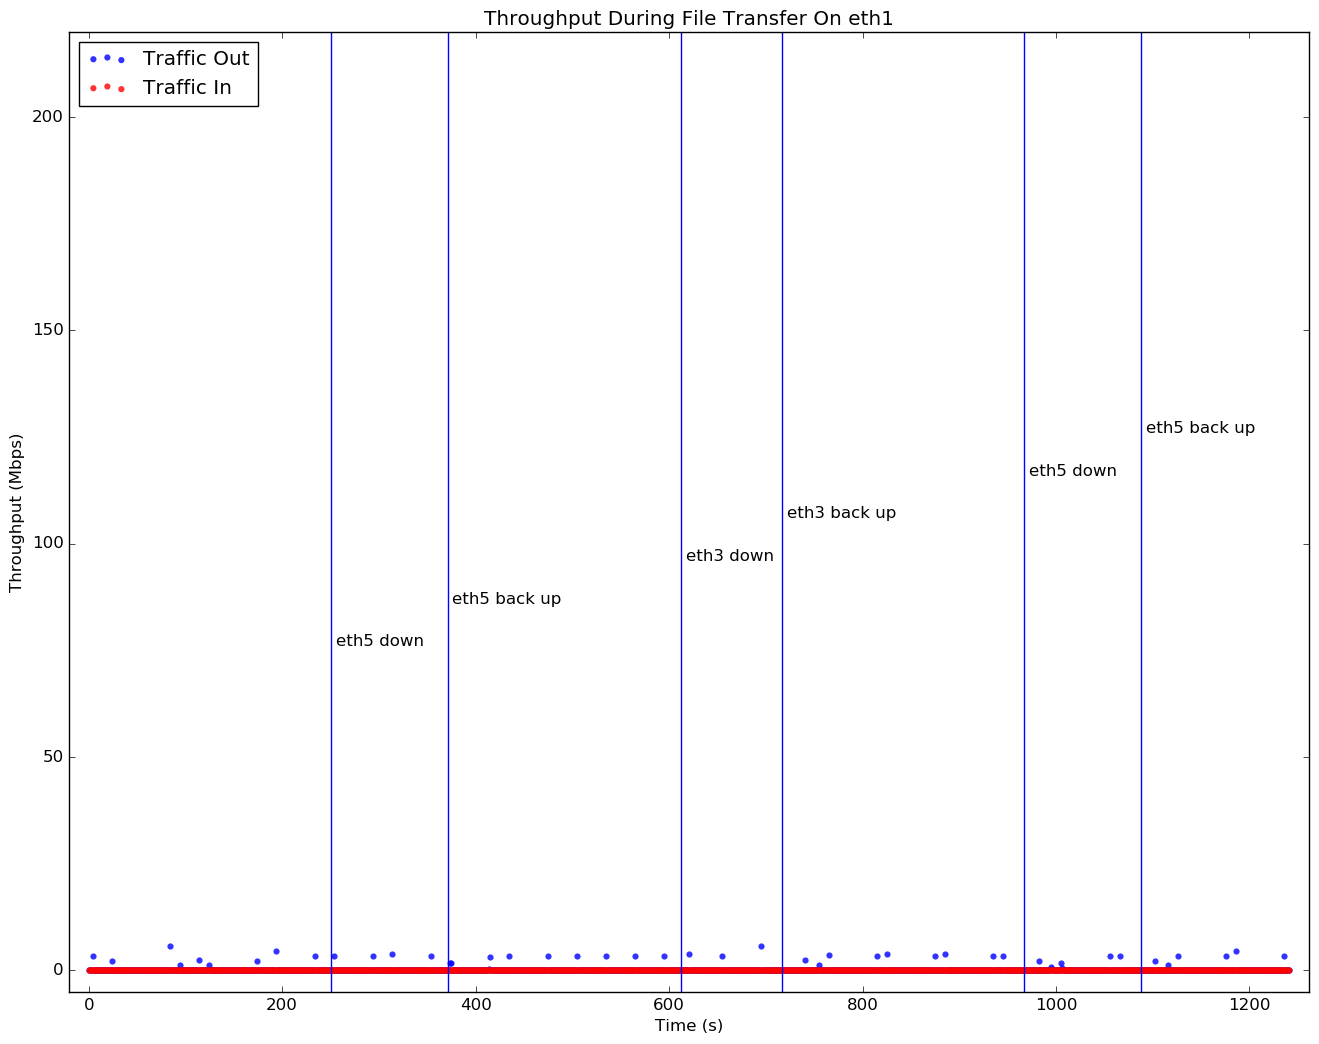 Throughput During File Transfer On eth1
Traffic Out
Traffic In
200
150
100
50
0
Throughput (Mbps)
eth5 down
eth5 back up
eth3 down
eth3 back up
eth5 down
eth5 back up
0 200 400 600 800 1000 1200
Time (s)